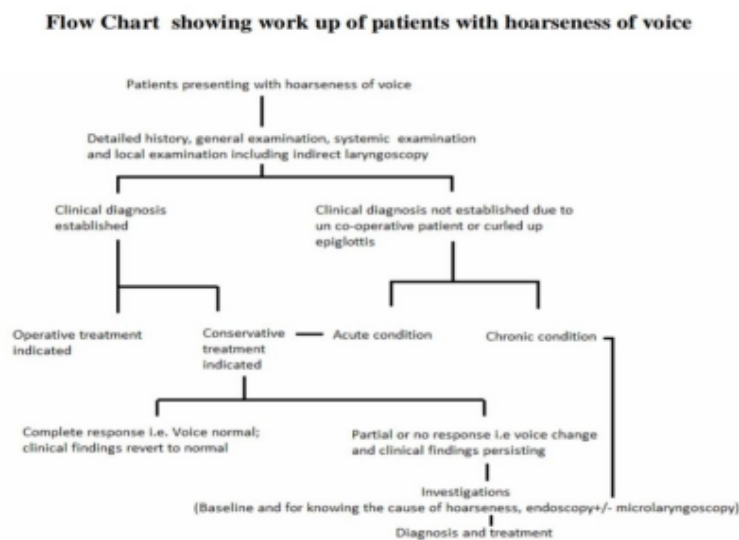 Flow Chart showing work up of patients with hoarseness of voice
Patients presenting with hoarseness of voice
Detailed history, general examination, systemic examination
and local examination including indirect laryngoscopy
Clinical diagnosis
established
Clinical diagnosis not established due to
un co-operative patient or curled up
epiglottis
Operative treatment
indicated
Conservative
treatment
indicated
Acute condition
Chronic condition
Complete response i.e. Voice normal;
clinical findings revert to normal
Partial or no response i.e voice change
and clinical findings persisting
Investigations
(Baseline and for knowing the cause of hoarseness, endoscopy+/- microlaryngoscopy)
Diagnosis and treatment